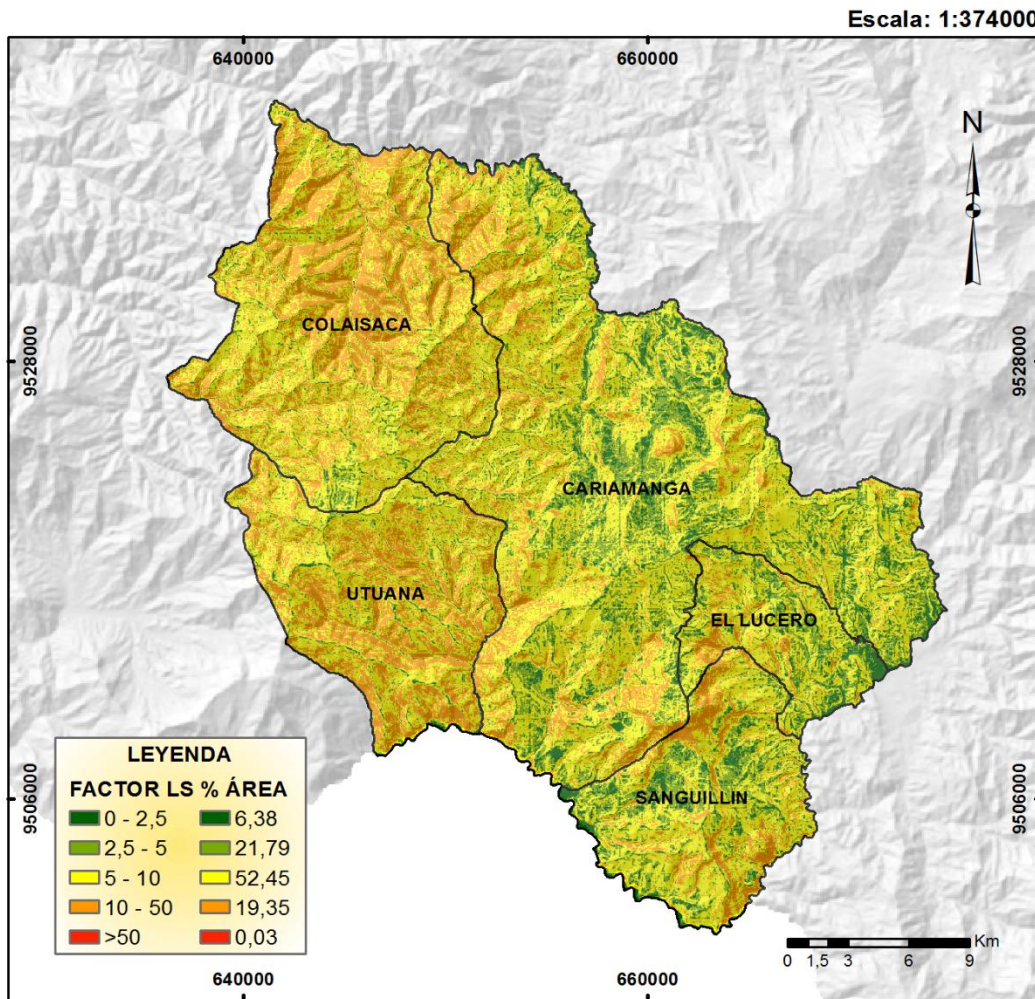 Escala: 1:374000
640000 660000
N
9528000 9528000
COLAISACA
CARIAMANGA
UTUANA
EL LUCERO
SANGUILLIN
9506000 9506000
LEYENDA
FACTOR LS % ÁREA
0 - 2,5 6,38
2,5 - 5 21,79
5 - 10 52,45
10 - 50 19,35
>50 0,03
Km
0 1,5 3 6 9
640000 660000